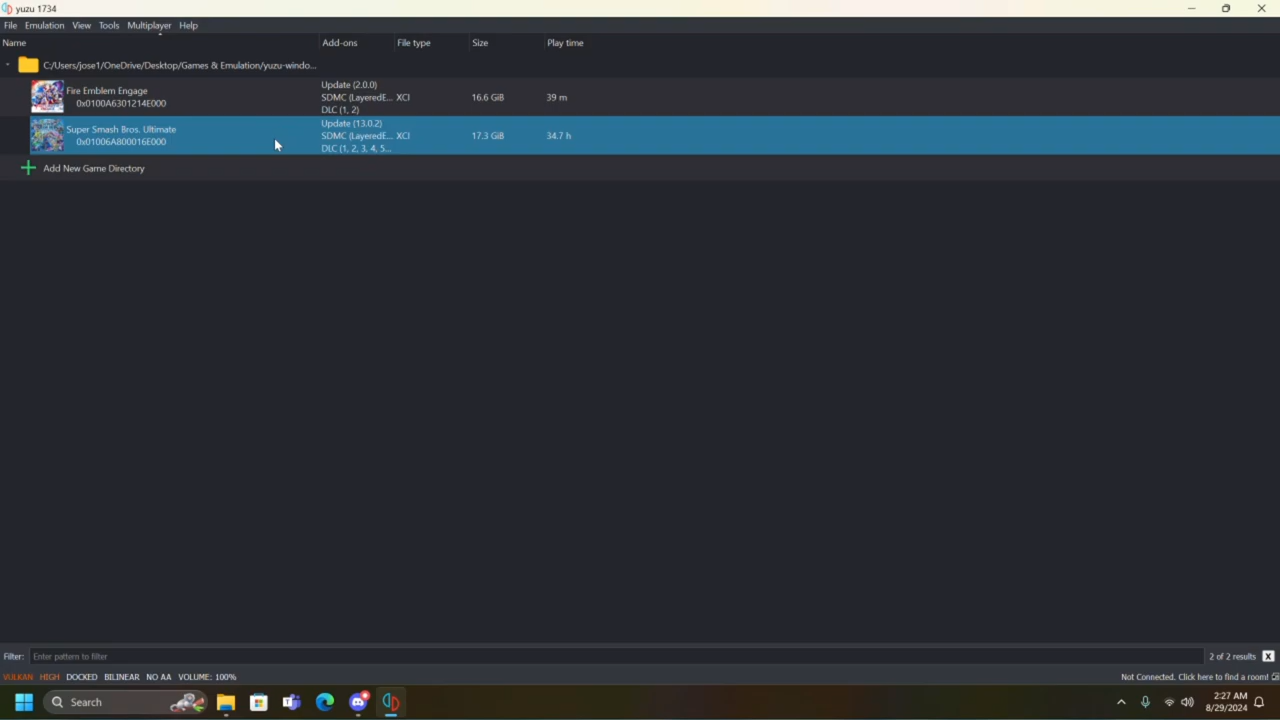 yuzu 1734
File Emulation View Tools Multiplayer Help
Name Add-ons File type Size Play time
C:/Users/jose1/OneDrive/Desktop/Games & Emulation/yuzu-windo...
Fire Emblem Engage
0x0100A6301214E000
Update (2.0.0)
SDMC (LayeredE... XCI 16.6 GiB 39 m
DLC (1, 2)
Super Smash Bros. Ultimate
0x01006A800016E000
Update (13.0.2)
SDMC (LayeredE... XCI 17.3 GiB 34.7 h
DLC (1, 2, 3, 4, 5...
Add New Game Directory
Filter: Enter pattern to filter 2 of 2 results X
VULKAN HIGH DOCKED BILINEAR NO AA VOLUME: 100% Not Connected. Click here to find a room!
Search
2:27 AM
8/29/2024